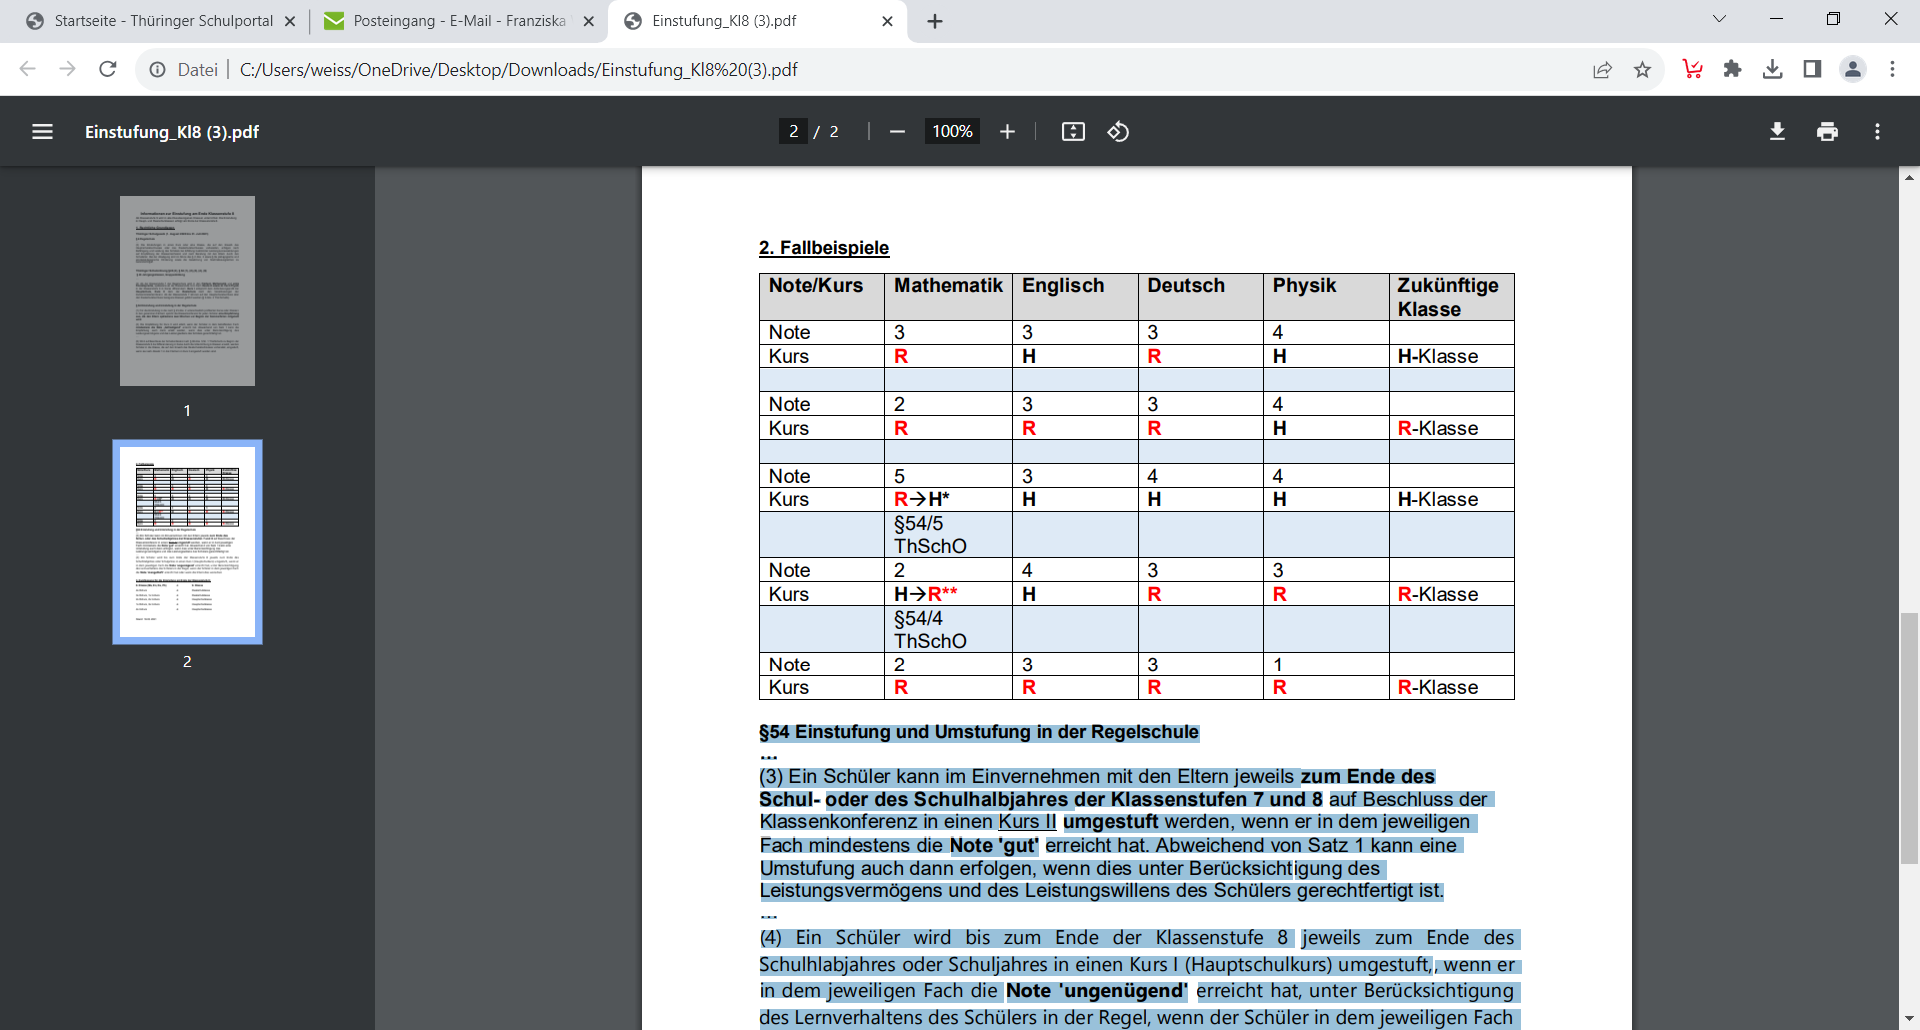 Startseite - Thüringer Schulportal
Posteingang - E-Mail - Franziska
Einstufung_Kl8 (3).pdf
Datei
C:/Users/weiss/OneDrive/Desktop/Downloads/Einstufung_Kl8%20(3).pdf
Einstufung_Kl8 (3).pdf
2 / 2
100%
1
2
2. Fallbeispiele
Note/Kurs Mathematik Englisch Deutsch Physik Zukünftige
Klasse
Note 3 3 3 4
Kurs R H R H H-Klasse
Note 2 3 3 4
Kurs R R R H R-Klasse
Note 5 3 4 4
Kurs R→H* H H H H-Klasse
§54/5
ThSchO
Note 2 4 3 3
Kurs H→R** H R R R-Klasse
§54/4
ThSchO
Note 2 3 3 1
Kurs R R R R R-Klasse
§54 Einstufung und Umstufung in der Regelschule
...
(3) Ein Schüler kann im Einvernehmen mit den Eltern jeweils zum Ende des
Schul- oder des Schulhalbjahres der Klassenstufen 7 und 8 auf Beschluss der
Klassenkonferenz in einen Kurs II umgestuft werden, wenn er in dem jeweiligen
Fach mindestens die Note 'gut' erreicht hat. Abweichend von Satz 1 kann eine
Umstufung auch dann erfolgen, wenn dies unter Berücksichtigung des
Leistungsvermögens und des Leistungswillens des Schülers gerechtfertigt ist.
...
(4) Ein Schüler wird bis zum Ende der Klassenstufe 8 jeweils zum Ende des
Schulhlabjahres oder Schuljahres in einen Kurs I (Hauptschulkurs) umgestuft,, wenn er
in dem jeweiligen Fach die Note 'ungenügend' erreicht hat, unter Berücksichtigung
des Lernverhaltens des Schülers in der Regel, wenn der Schüler in dem jeweiligen Fach